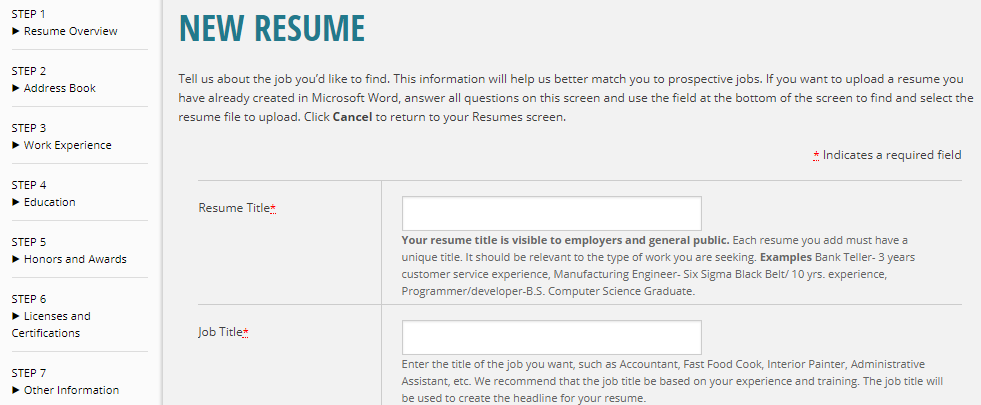 STEP 1
► Resume Overview
STEP 2
► Address Book
STEP 3
► Work Experience
STEP 4
► Education
STEP 5
► Honors and Awards
STEP 6
► Licenses and
Certifications
STEP 7
► Other Information
NEW RESUME
Tell us about the job you’d like to find. This information will help us better match you to prospective jobs. If you want to upload a resume you
have already created in Microsoft Word, answer all questions on this screen and use the field at the bottom of the screen to find and select the
resume file to upload. Click Cancel to return to your Resumes screen.
* Indicates a required field
Resume Title*
Your resume title is visible to employers and general public. Each resume you add must have a
unique title. It should be relevant to the type of work you are seeking. Examples Bank Teller- 3 years
customer service experience, Manufacturing Engineer- Six Sigma Black Belt/ 10 yrs. experience,
Programmer/developer-B.S. Computer Science Graduate.
Job Title*
Enter the title of the job you want, such as Accountant, Fast Food Cook, Interior Painter, Administrative
Assistant, etc. We recommend that the job title be based on your experience and training. The job title will
be used to create the headline for your resume.